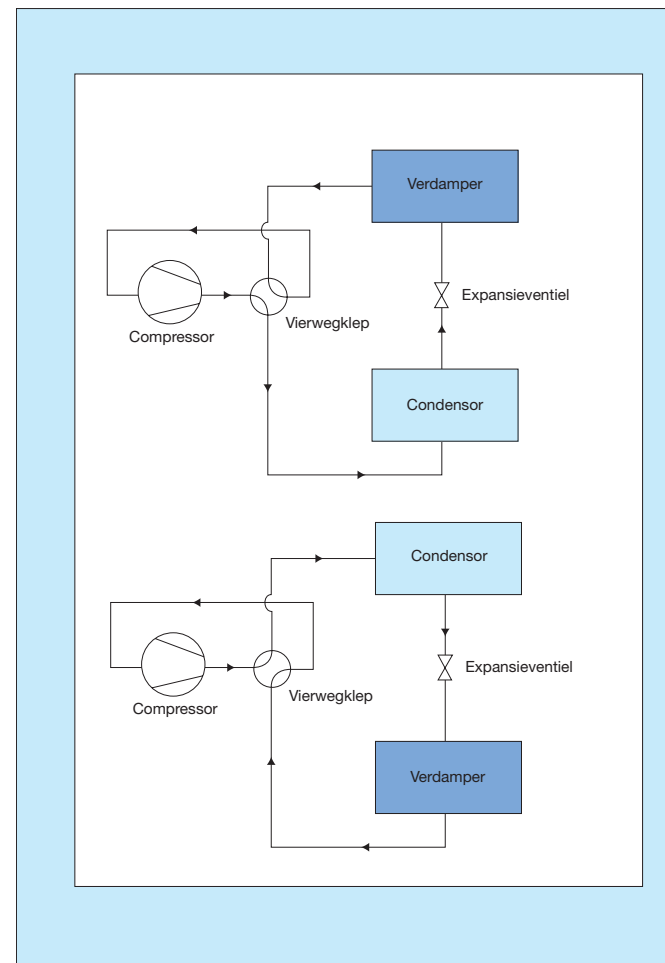 Verdamper
Expansieventiel
Vierwegklep
Compressor
Condensor
Condensor
Expansieventiel
Vierwegklep
Compressor
Verdamper